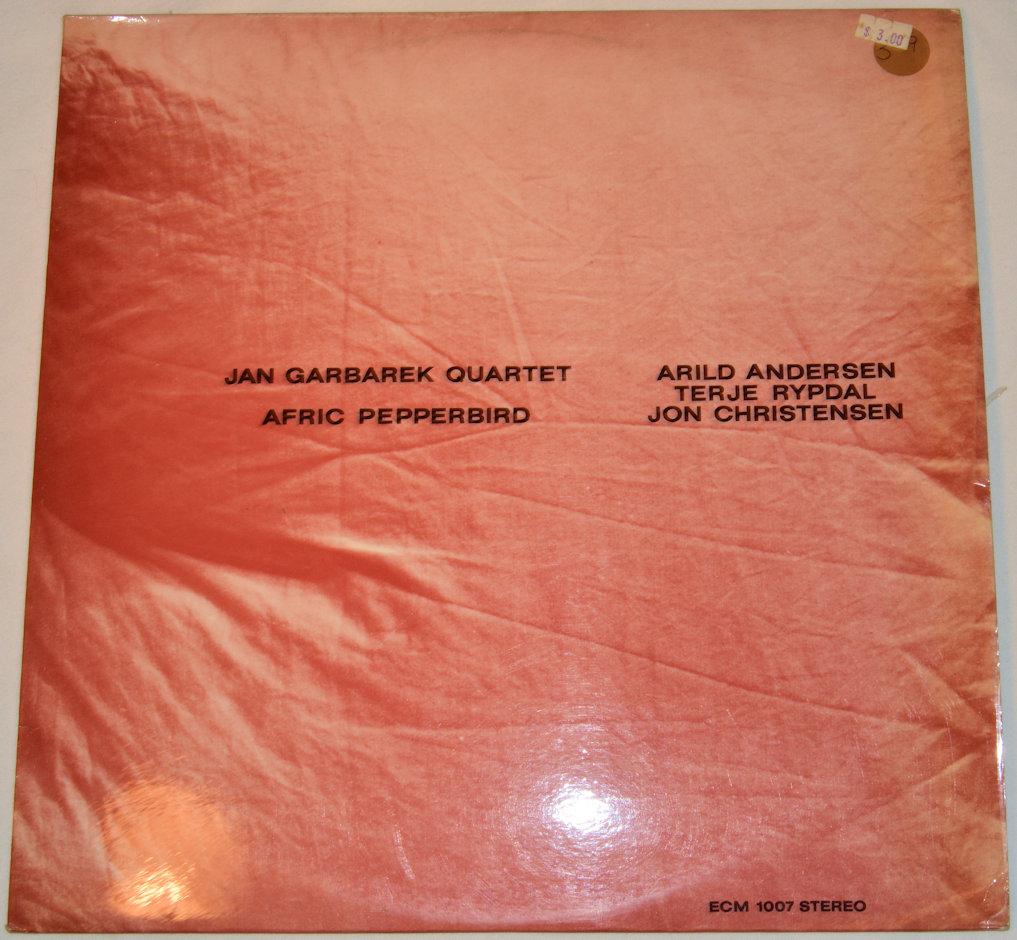 $ 3.00
JAN GARBAREK QUARTET
AFRIC PEPPERBIRD
ARILD ANDERSEN
TERJE RYPDAL
JON CHRISTENSEN
ECM 1007 STEREO